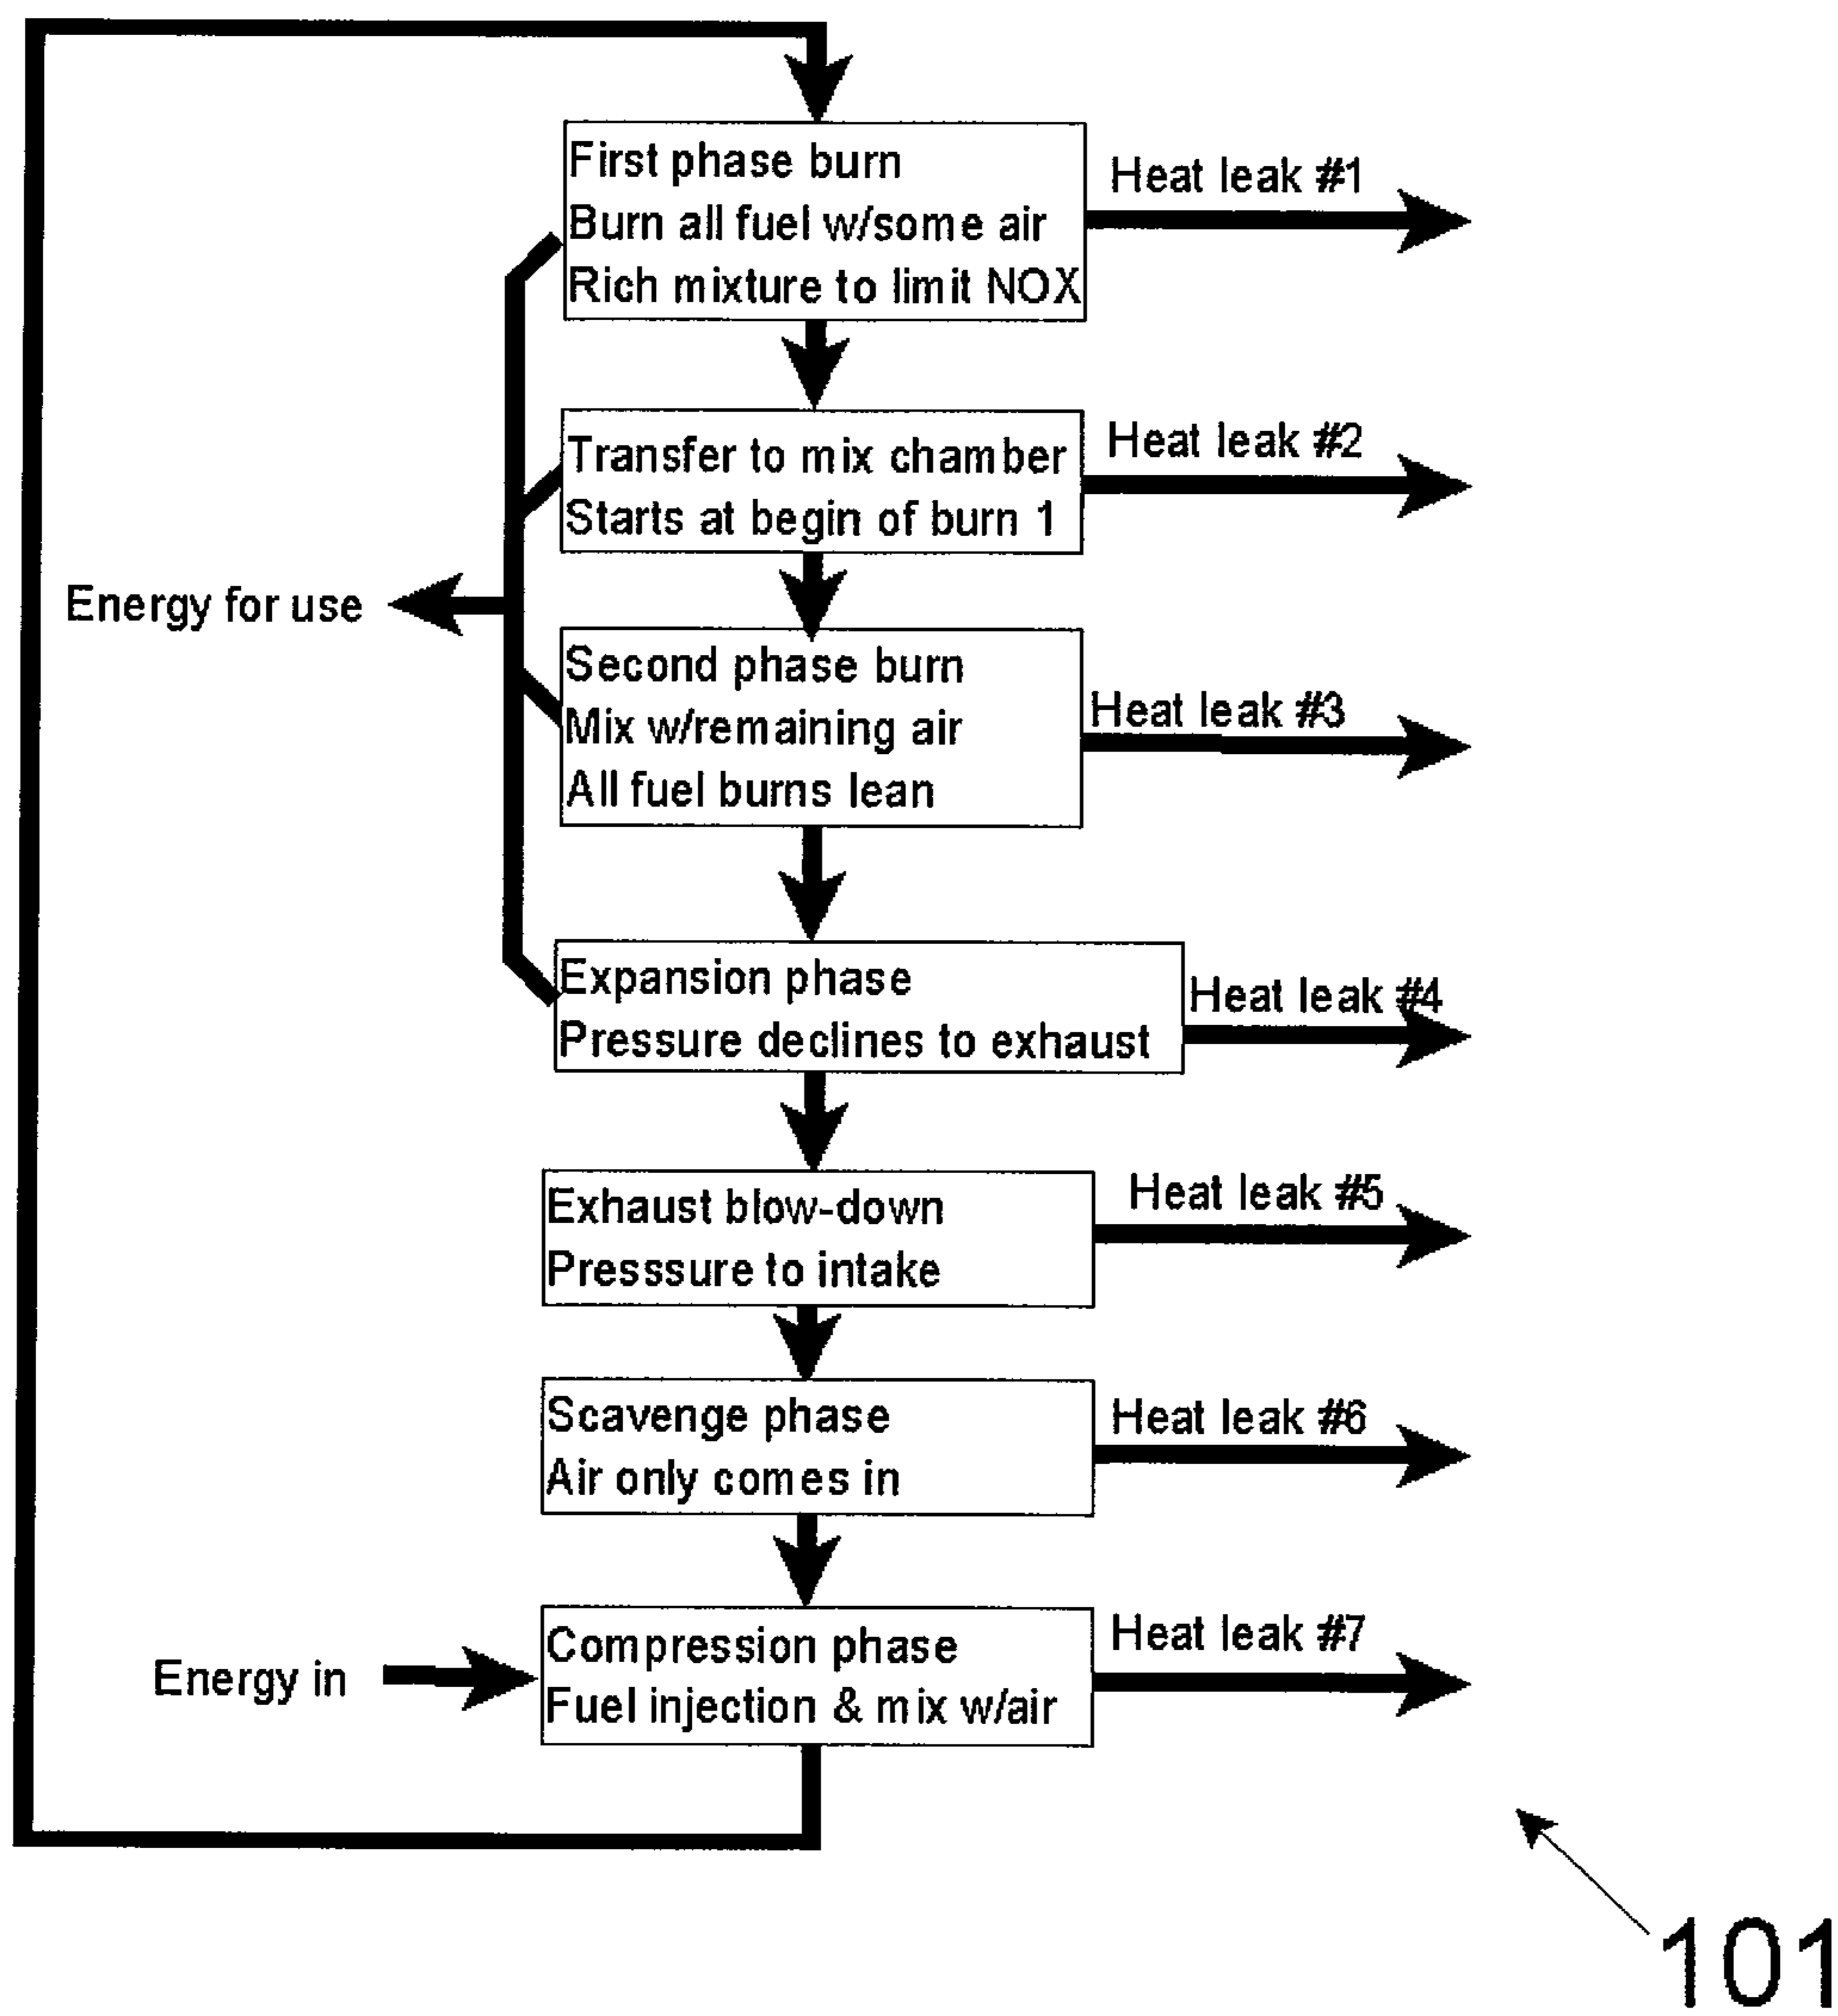 First phase burn
Burn all fuel w/some air
Rich mixture to limit NOX
Heat leak #1
Transfer to mix chamber
Starts at begin of burn 1
Heat leak #2
Energy for use
Second phase burn
Mix w/remaining air
All fuel burns lean
Heat leak #3
Expansion phase
Pressure declines to exhaust
Heat leak #4
Exhaust blow-down
Presssure to intake
Heat leak #5
Scavenge phase
Air only comes in
Heat leak #6
Energy in
Compression phase
Fuel injection & mix w/air
Heat leak #7
101